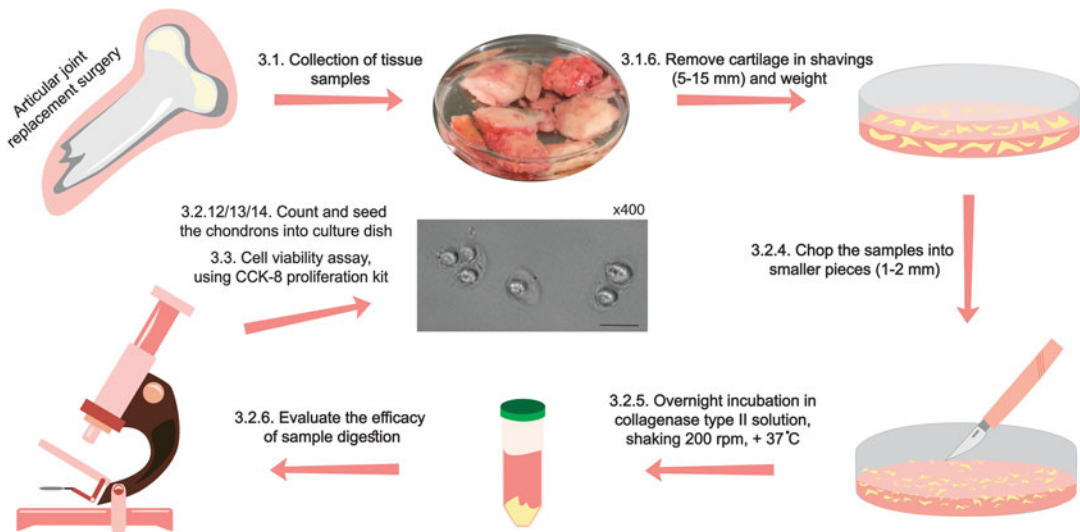 Articular joint
replacement surgery
3.1. Collection of tissue
samples
3.1.6. Remove cartilage in shavings
(5-15 mm) and weight
3.2.4. Chop the samples into
smaller pieces (1-2 mm)
3.2.5. Overnight incubation in
collagenase type II solution,
shaking 200 rpm, + 37°C
3.2.6. Evaluate the efficacy
of sample digestion
3.2.12/13/14. Count and seed
the chondrons into culture dish
3.3. Cell viability assay,
using CCK-8 proliferation kit
x400